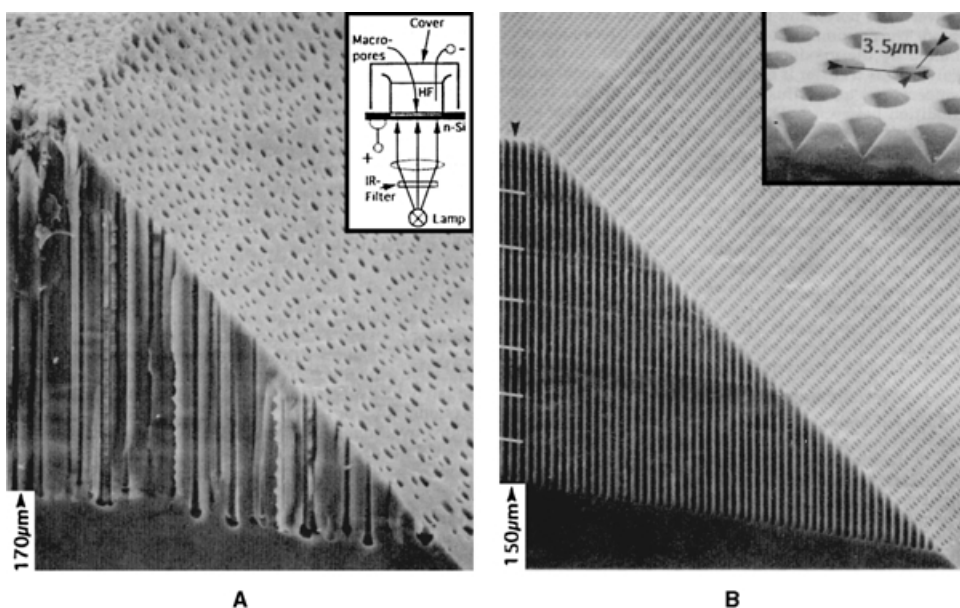 Cover
Macro-
pores
-
HF
n-Si
+
IR-
Filter
Lamp
170µm
A
3.5µm
150µm
B